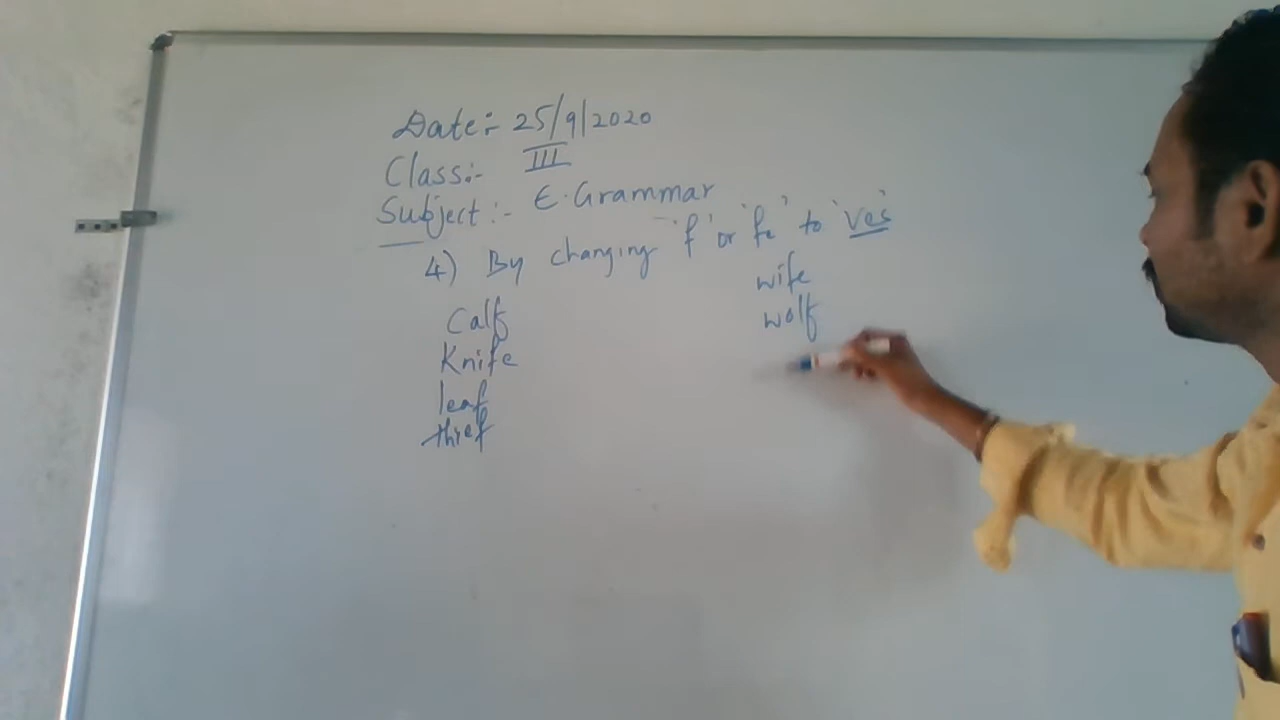 Date:- 25/9/2020
Class:- III
Subject:- E. Grammar
4) By changing 'f' or 'fe' to 'ves'
Calf
Knife
leaf
thief
wife
wolf